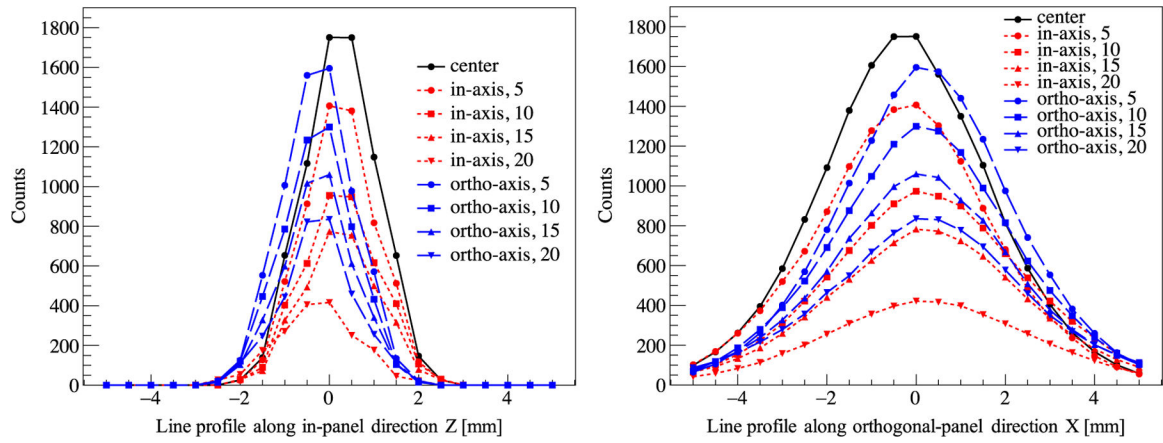 1800
1600
1400
1200
1000
800
600
400
200
0
Counts
−4
−2
0
2
4
Line profile along in-panel direction Z [mm]
center
in-axis, 5
in-axis, 10
in-axis, 15
in-axis, 20
ortho-axis, 5
ortho-axis, 10
ortho-axis, 15
ortho-axis, 20
1800
1600
1400
1200
1000
800
600
400
200
0
Counts
−4
−2
0
2
4
Line profile along orthogonal-panel direction X [mm]
center
in-axis, 5
in-axis, 10
in-axis, 15
in-axis, 20
ortho-axis, 5
ortho-axis, 10
ortho-axis, 15
ortho-axis, 20